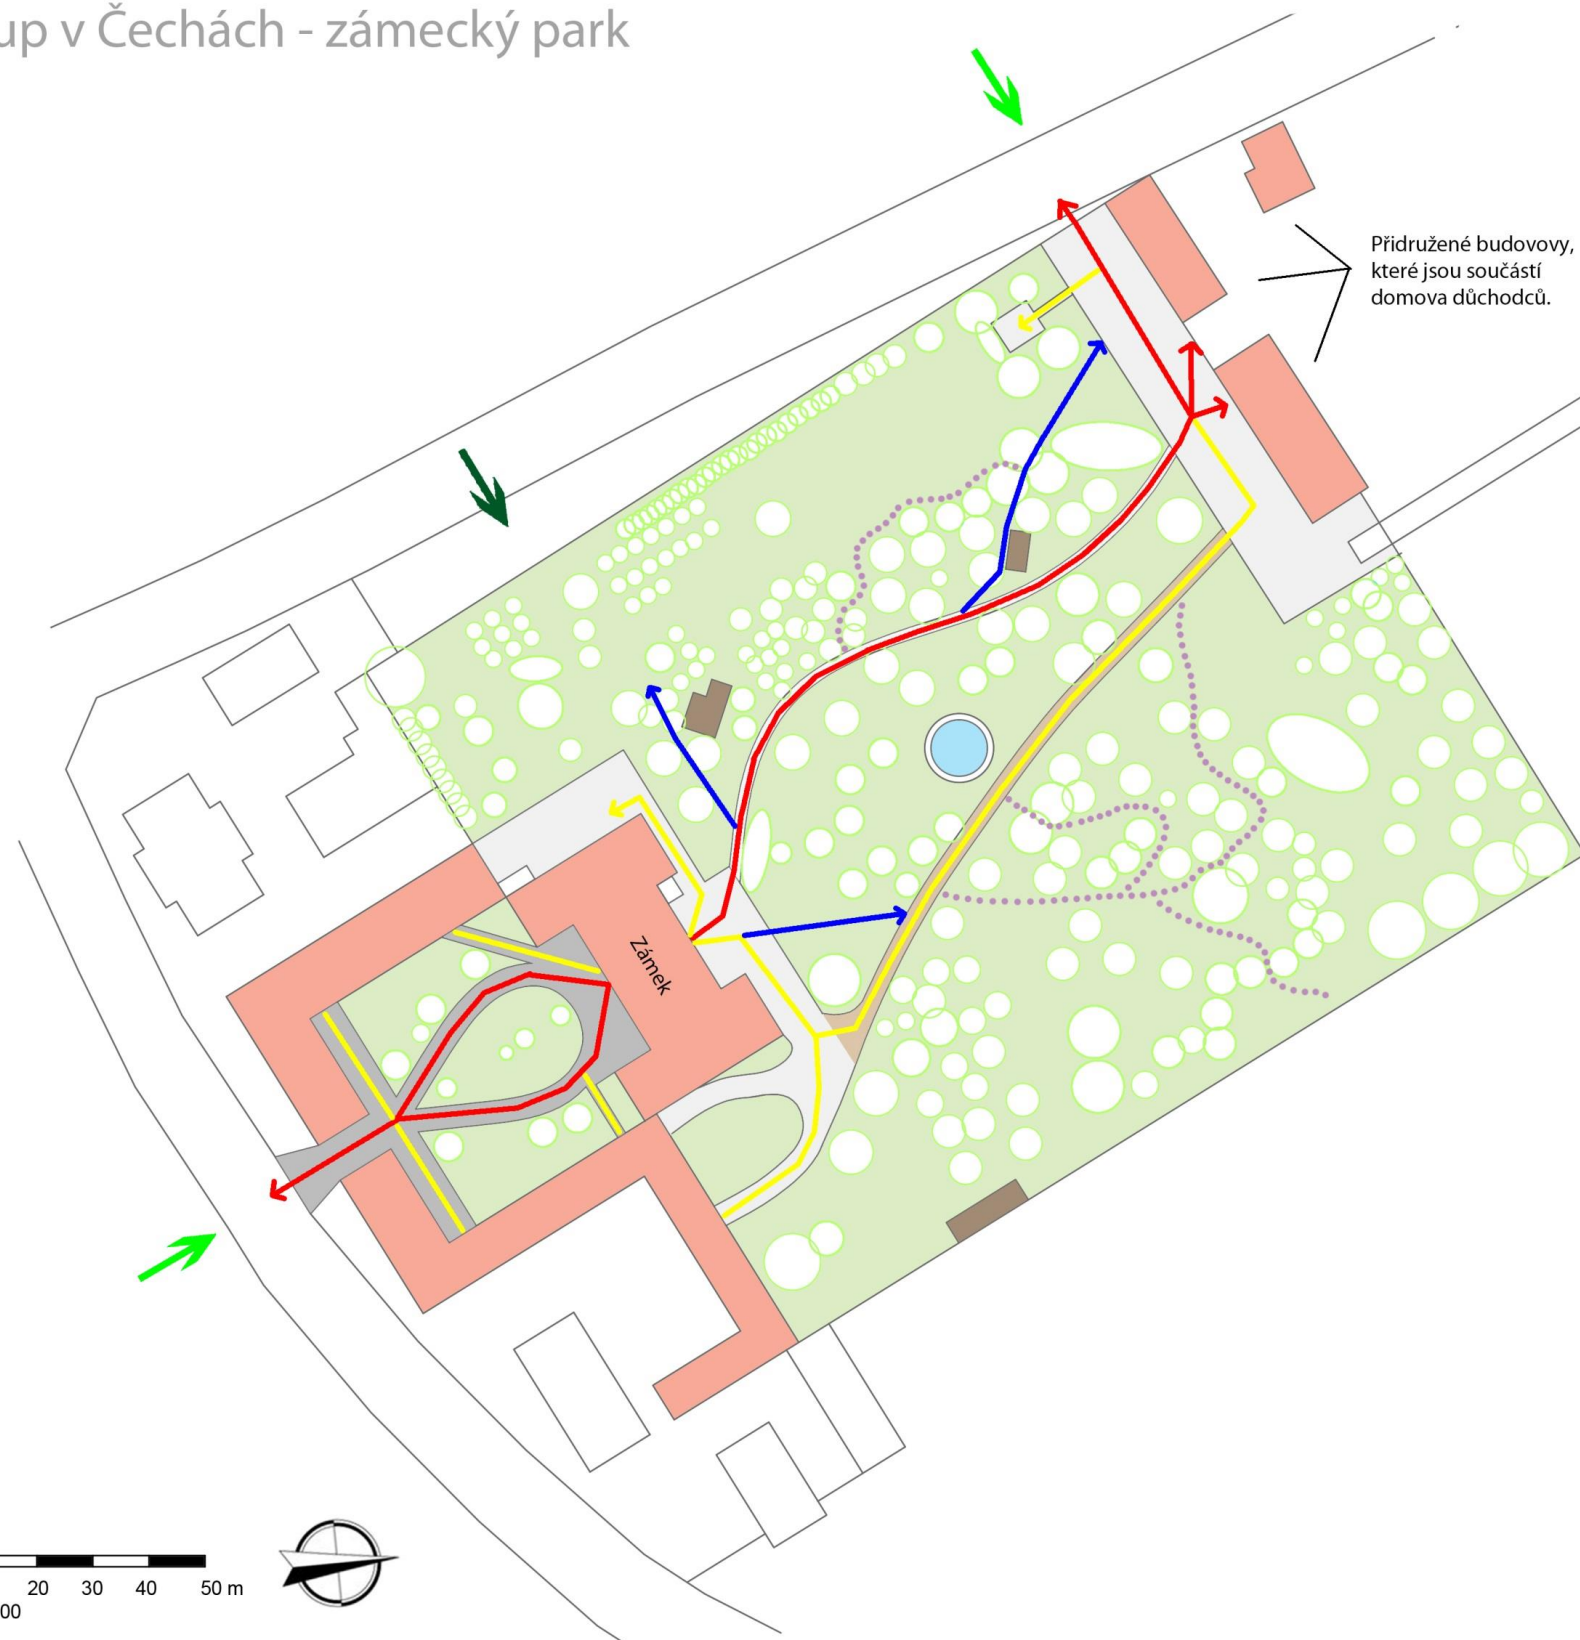 up v Čechách - zámecký park
Přidružené budovovy,
které jsou součástí
domova důchodců.
Zámek
20 30 40 50 m
00